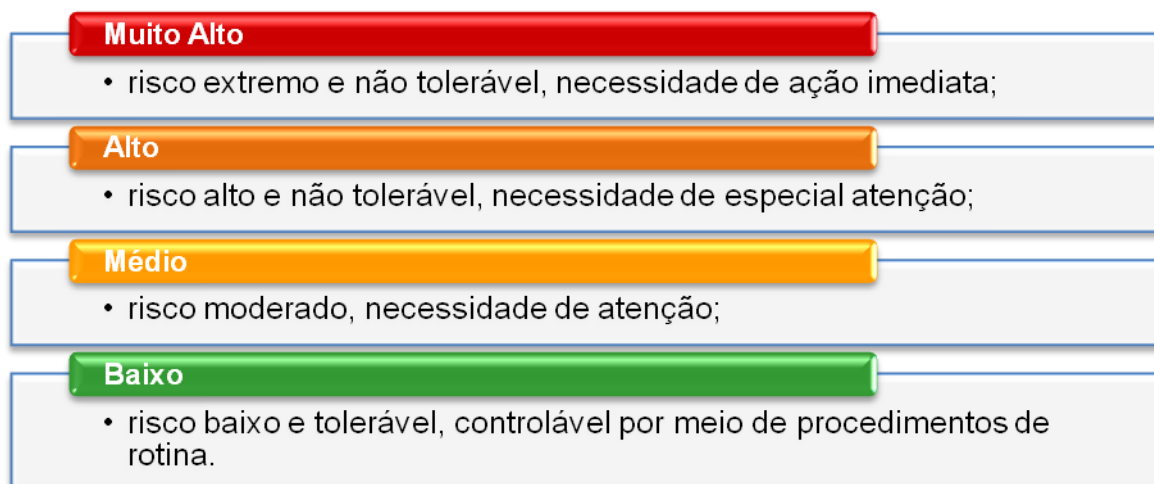 Muito Alto
• risco extremo e não tolerável, necessidade de ação imediata;
Alto
• risco alto e não tolerável, necessidade de especial atenção;
Médio
• risco moderado, necessidade de atenção;
Baixo
• risco baixo e tolerável, controlável por meio de procedimentos de
rotina.